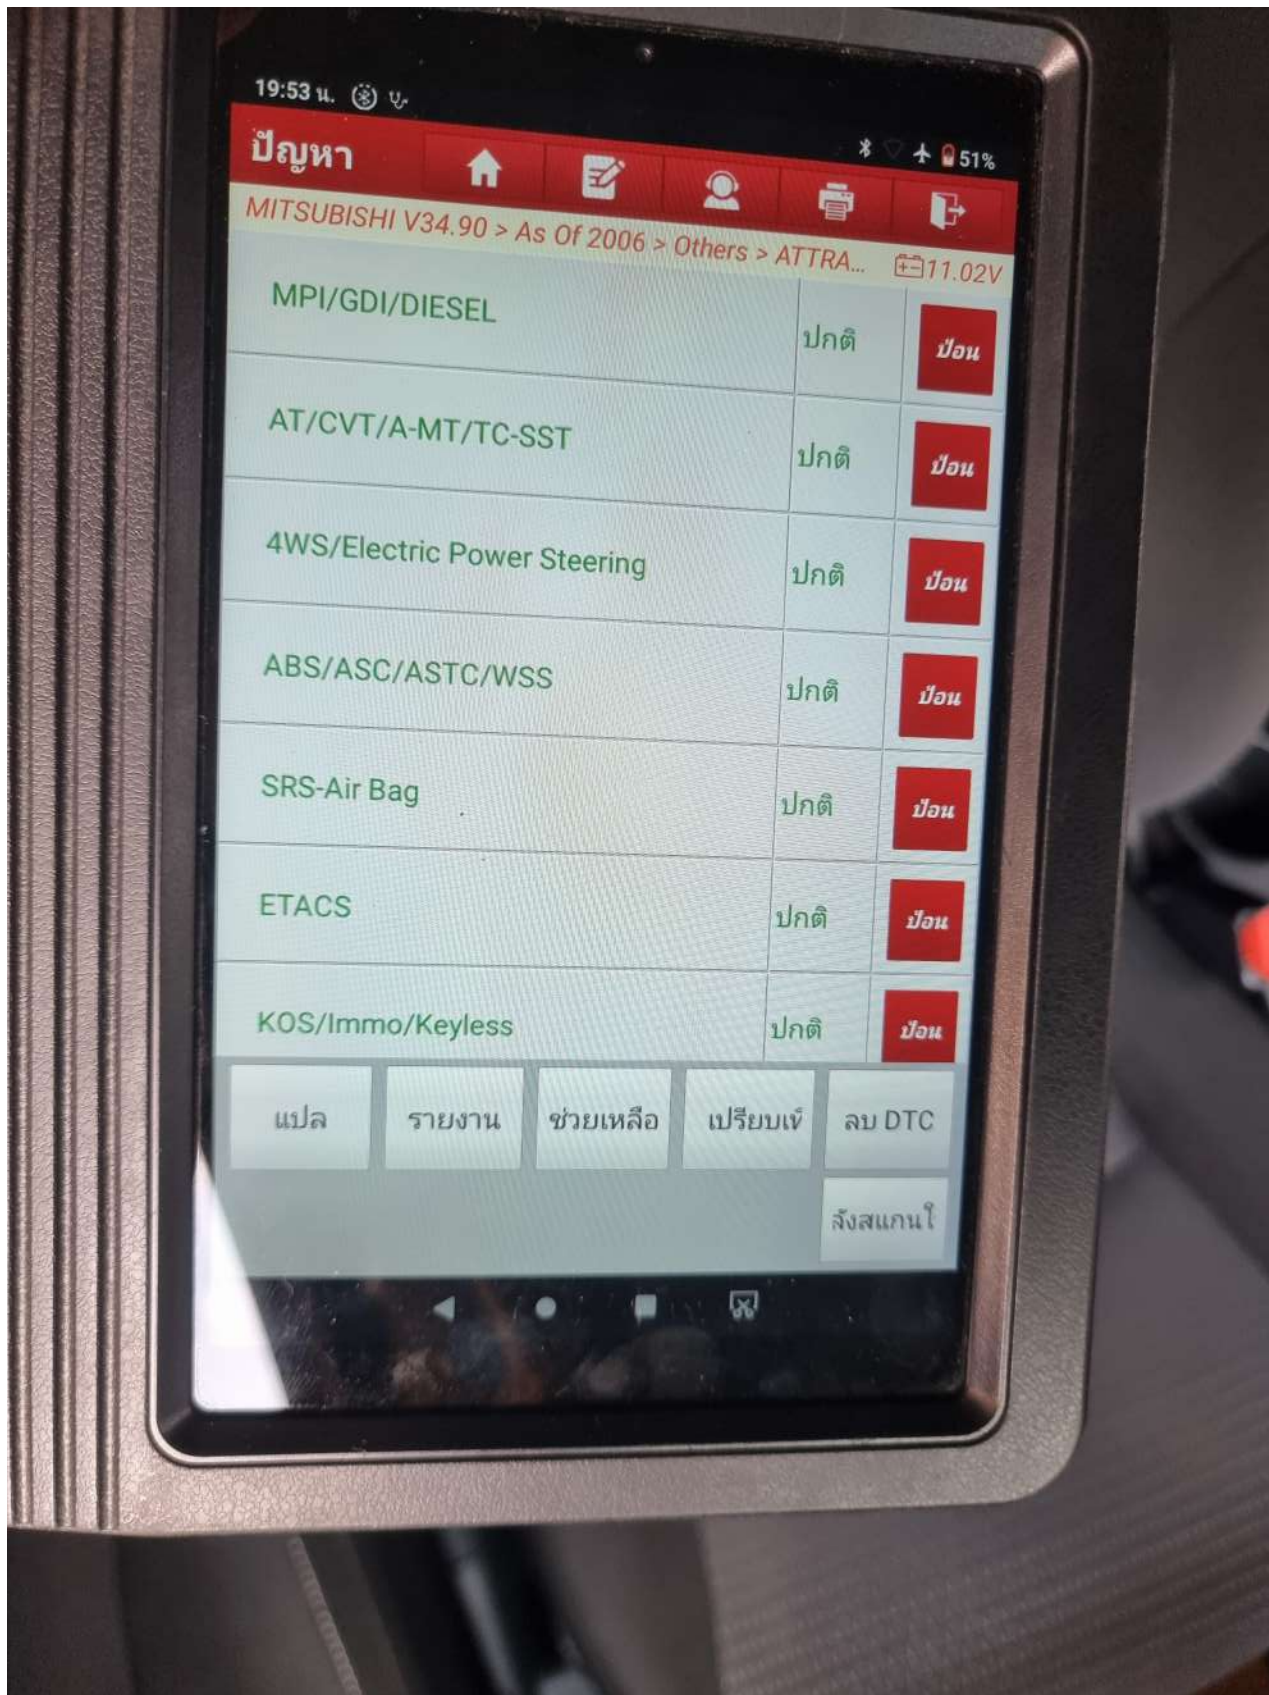 19:53 น.
51%
ปัญหา
MITSUBISHI V34.90 > As Of 2006 > Others > ATTRA... 11.02V
MPI/GDI/DIESEL ปกติ ป้อน
AT/CVT/A-MT/TC-SST ปกติ ป้อน
4WS/Electric Power Steering ปกติ ป้อน
ABS/ASC/ASTC/WSS ปกติ ป้อน
SRS-Air Bag ปกติ ป้อน
ETACS ปกติ ป้อน
KOS/Immo/Keyless ปกติ ป้อน
แปล รายงาน ช่วยเหลือ เปรียบเท้ ลบ DTC
ลังสแกนใ